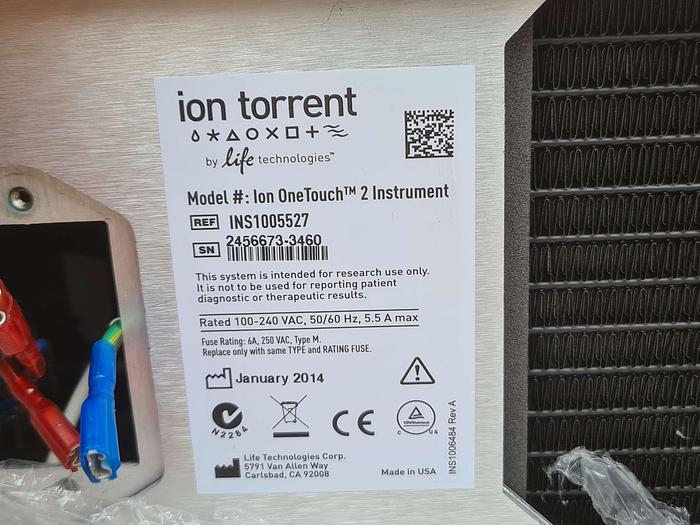 ion torrent
by life technologies™
Model #: Ion OneTouch™ 2 Instrument
REF INS1005527
SN 2456673-3460
This system is intended for research use only.
It is not to be used for reporting patient
diagnostic or therapeutic results.
Rated 100-240 VAC, 50/60 Hz, 5.5 A max
Fuse Rating: 6A, 250 VAC, Type M.
Replace only with same TYPE and RATING FUSE.
January 2014
N2284
CE
TÜVRheinland
C US
INS1006484 Rev A
Life Technologies Corp.
5791 Van Allen Way
Carlsbad, CA 92008
Made in USA